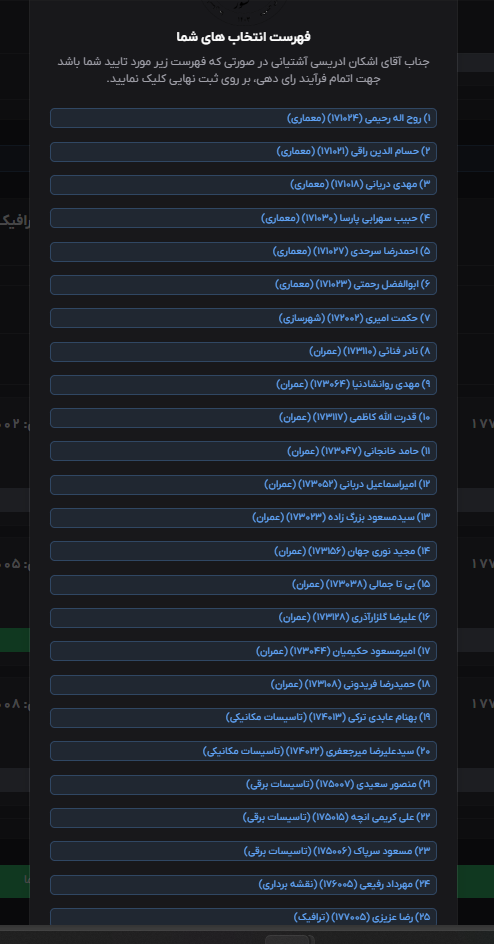 فهرست انتخاب های شما
جناب آقای اشکان ادریسی آشتیانی در صورتی که فهرست زیر مورد تایید شما باشد
جهت اتمام فرآیند رای دهی، بر روی ثبت نهایی کلیک نمایید.
۱) روح اله رحیمی (۱۷۱۰۲۴) (معماری)
۲) حسام الدین راقی (۱۷۱۰۲۱) (معماری)
۳) مهدی دریانی (۱۷۱۰۱۸) (معماری)
۴) حبیب سهرابی پارسا (۱۷۱۰۳۰) (معماری)
۵) احمدرضا سرحدی (۱۷۱۰۲۷) (معماری)
۶) ابوالفضل رحمتی (۱۷۱۰۲۳) (معماری)
۷) حکمت امیری (۱۷۲۰۰۲) (شهرسازی)
۸) نادر فنائی (۱۷۳۱۱۰) (عمران)
۹) مهدی روانشادنیا (۱۷۳۰۶۴) (عمران)
۱۰) قدرت الله کاظمی (۱۷۳۱۱۷) (عمران)
۱۱) حامد خانجانی (۱۷۳۰۴۷) (عمران)
۱۲) امیراسماعیل دربانی (۱۷۳۰۵۲) (عمران)
۱۳) سیدمسعود بزرگ زاده (۱۷۳۰۲۳) (عمران)
۱۴) مجید نوری جهان (۱۷۳۱۵۶) (عمران)
۱۵) بی تا جمالی (۱۷۳۰۳۸) (عمران)
۱۶) علیرضا گلزارآذری (۱۷۳۱۲۸) (عمران)
۱۷) امیرمسعود حکیمیان (۱۷۳۰۴۴) (عمران)
۱۸) حمیدرضا فریدونی (۱۷۳۱۰۸) (عمران)
۱۹) بهنام عابدی ترکی (۱۷۴۰۱۳) (تاسیسات مکانیکی)
۲۰) سیدعلیرضا میرجعفری (۱۷۴۰۲۲) (تاسیسات مکانیکی)
۲۱) منصور سعیدی (۱۷۵۰۰۷) (تاسیسات برقی)
۲۲) علی کریمی انچه (۱۷۵۰۱۵) (تاسیسات برقی)
۲۳) مسعود سرپاک (۱۷۵۰۰۶) (تاسیسات برقی)
۲۴) مهرداد رفیعی (۱۷۶۰۰۵) (نقشه برداری)
۲۵) رضا عزیزی (۱۷۷۰۰۵) (ترافیک)